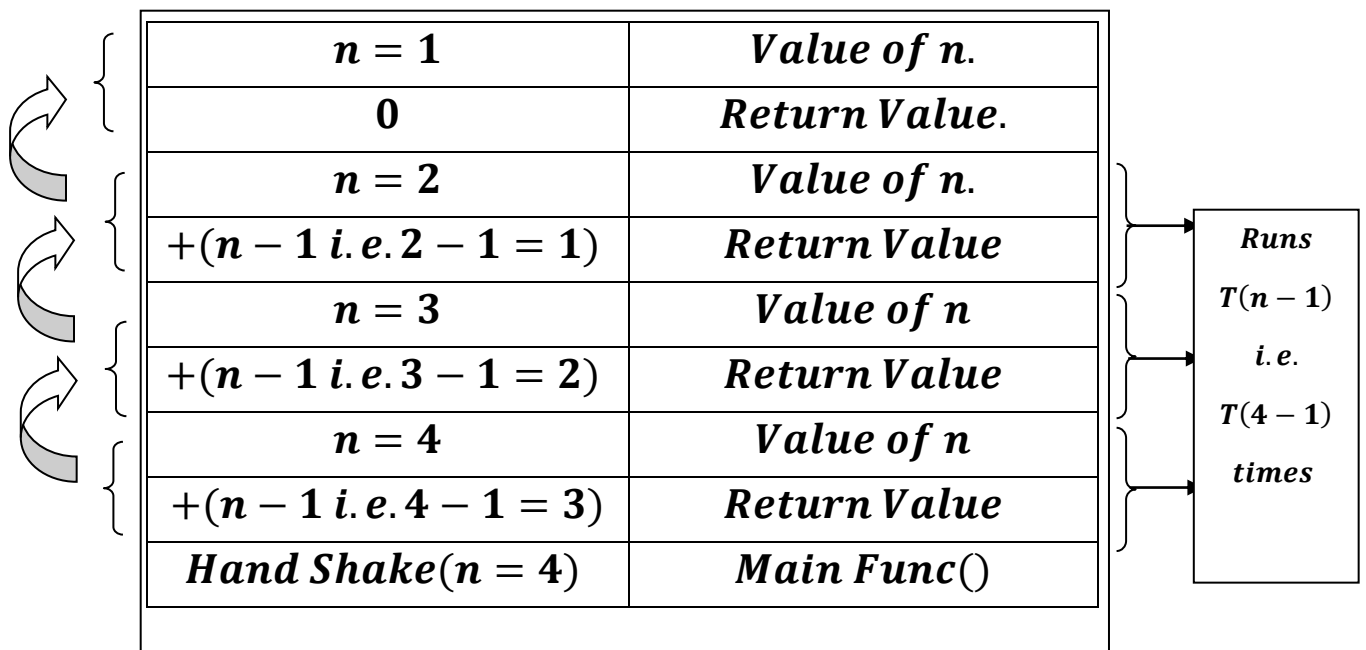 n = 1 Value of n.
0 Return Value.
n = 2 Value of n.
+(n − 1 i.e. 2 − 1 = 1) Return Value
n = 3 Value of n
+(n − 1 i.e. 3 − 1 = 2) Return Value
n = 4 Value of n
+(n − 1 i.e. 4 − 1 = 3) Return Value
Hand Shake(n = 4) Main Func()
Runs
T(n − 1)
i.e.
T(4 − 1)
times